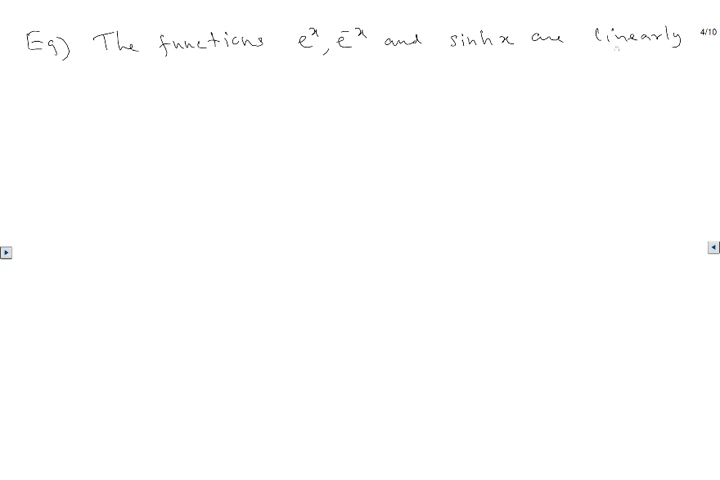 Eg) The functions e^x, e^-x and sinh x are linearly
4/10